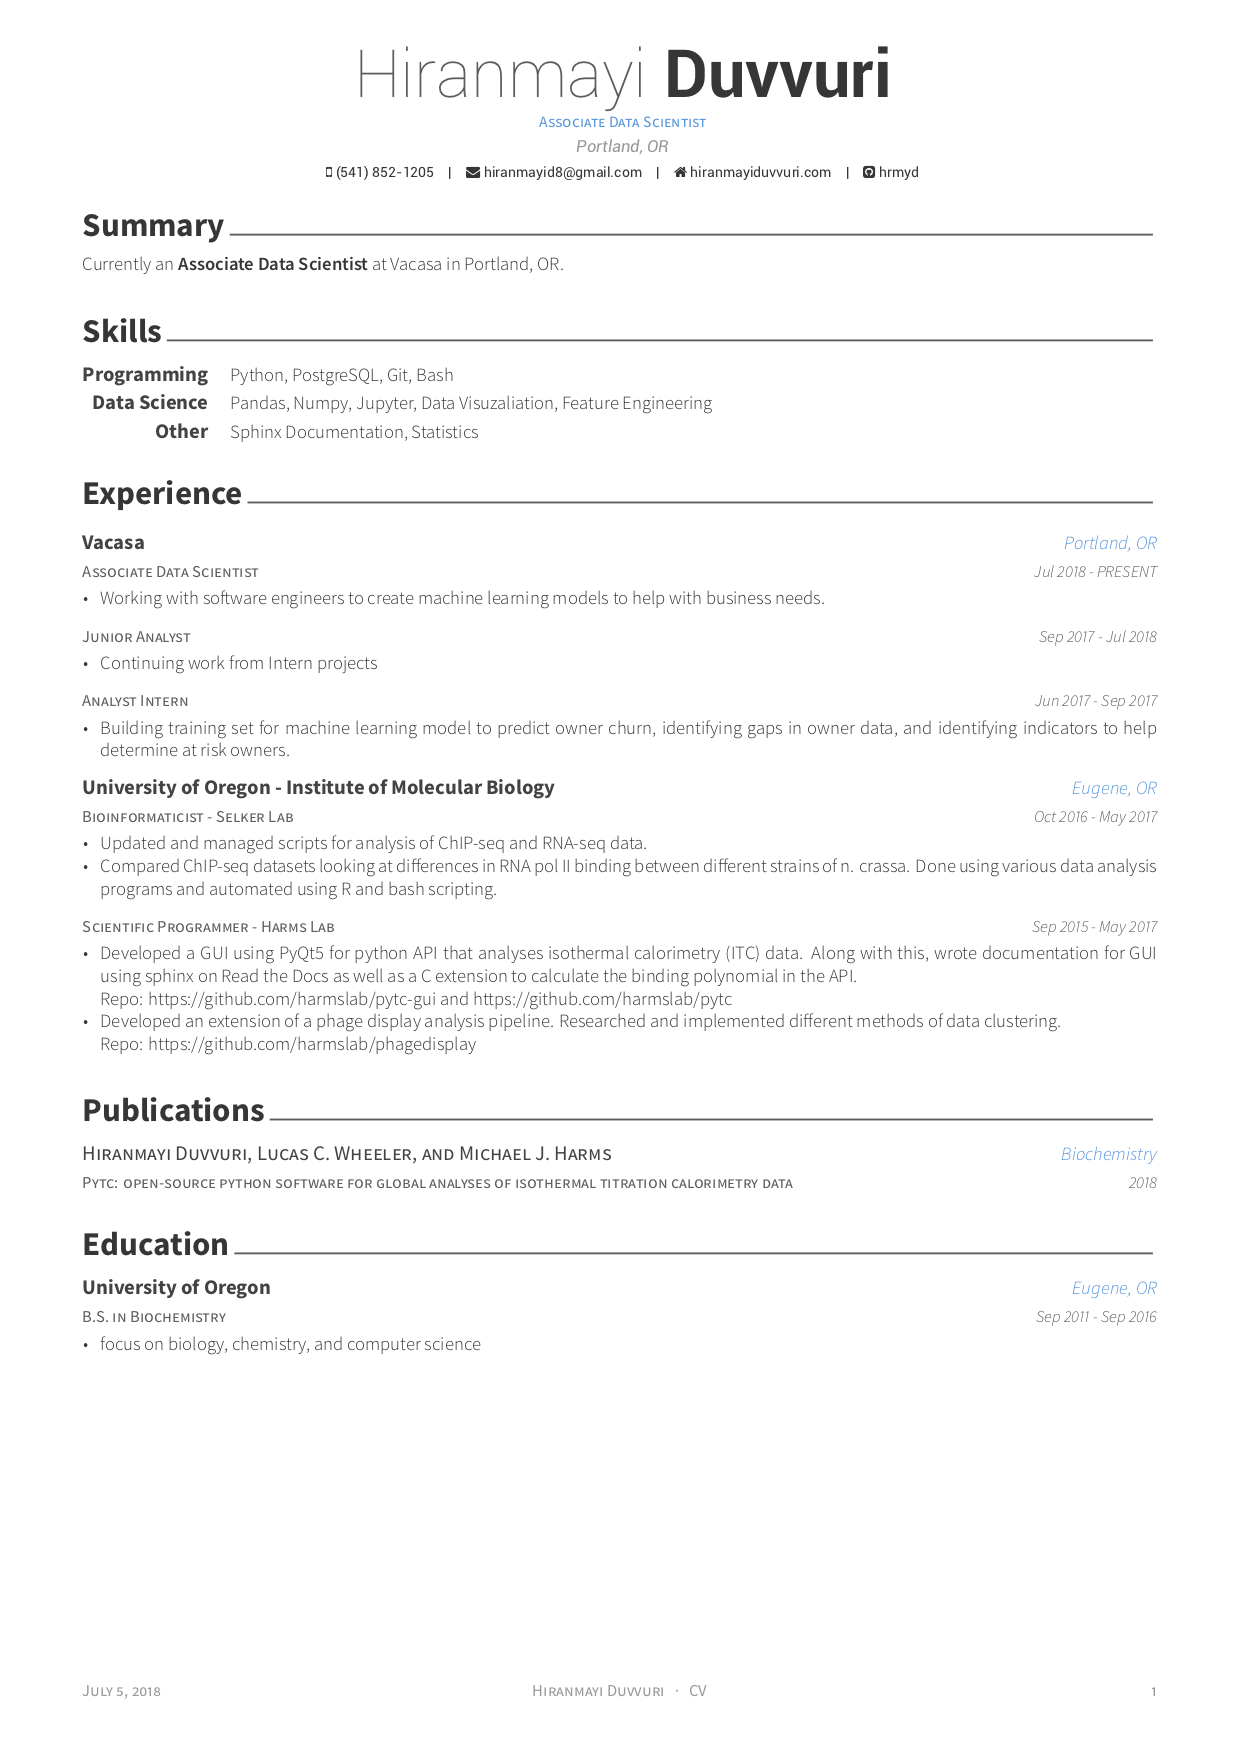 Hiranmayi Duvvuri
Associate Data Scientist
Portland, OR
(541) 852-1205 | hiranmayid8@gmail.com | hiranmayiduvvuri.com | hrmyd
Summary
Currently an Associate Data Scientist at Vacasa in Portland, OR.
Skills
Programming Python, PostgreSQL, Git, Bash
Data Science Pandas, Numpy, Jupyter, Data Visuzaliation, Feature Engineering
Other Sphinx Documentation, Statistics
Experience
Vacasa Portland, OR
Associate Data Scientist Jul 2018 - PRESENT
• Working with software engineers to create machine learning models to help with business needs.
Junior Analyst Sep 2017 - Jul 2018
• Continuing work from Intern projects
Analyst Intern Jun 2017 - Sep 2017
• Building training set for machine learning model to predict owner churn, identifying gaps in owner data, and identifying indicators to help
determine at risk owners.
University of Oregon - Institute of Molecular Biology Eugene, OR
Bioinformaticist - Selker Lab Oct 2016 - May 2017
• Updated and managed scripts for analysis of ChIP-seq and RNA-seq data.
• Compared ChIP-seq datasets looking at differences in RNA pol II binding between different strains of n. crassa. Done using various data analysis
programs and automated using R and bash scripting.
Scientific Programmer - Harms Lab Sep 2015 - May 2017
• Developed a GUI using PyQt5 for python API that analyses isothermal calorimetry (ITC) data. Along with this, wrote documentation for GUI
using sphinx on Read the Docs as well as a C extension to calculate the binding polynomial in the API.
Repo: https://github.com/harmslab/pytc-gui and https://github.com/harmslab/pytc
• Developed an extension of a phage display analysis pipeline. Researched and implemented different methods of data clustering.
Repo: https://github.com/harmslab/phagedisplay
Publications
Hiranmayi Duvvuri, Lucas C. Wheeler, and Michael J. Harms Biochemistry
Pytc: open-source python software for global analyses of isothermal titration calorimetry data 2018
Education
University of Oregon Eugene, OR
B.S. in Biochemistry Sep 2011 - Sep 2016
• focus on biology, chemistry, and computer science
July 5, 2018 Hiranmayi Duvvuri · CV 1